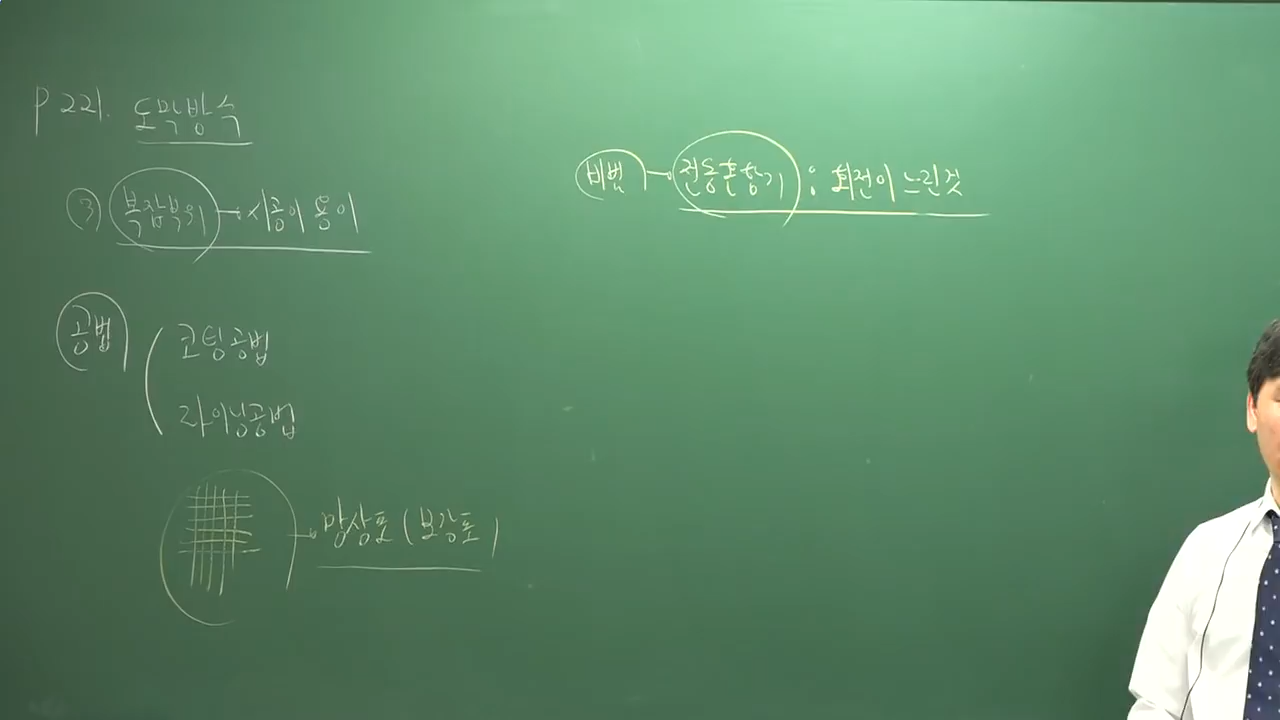 P 221. 도막방수
③ 복잡부위 → 시공이 용이
공법
코팅공법
라이닝공법
망상포 (보강포)
비법 → 전동혼합기 : 회전이 느린것